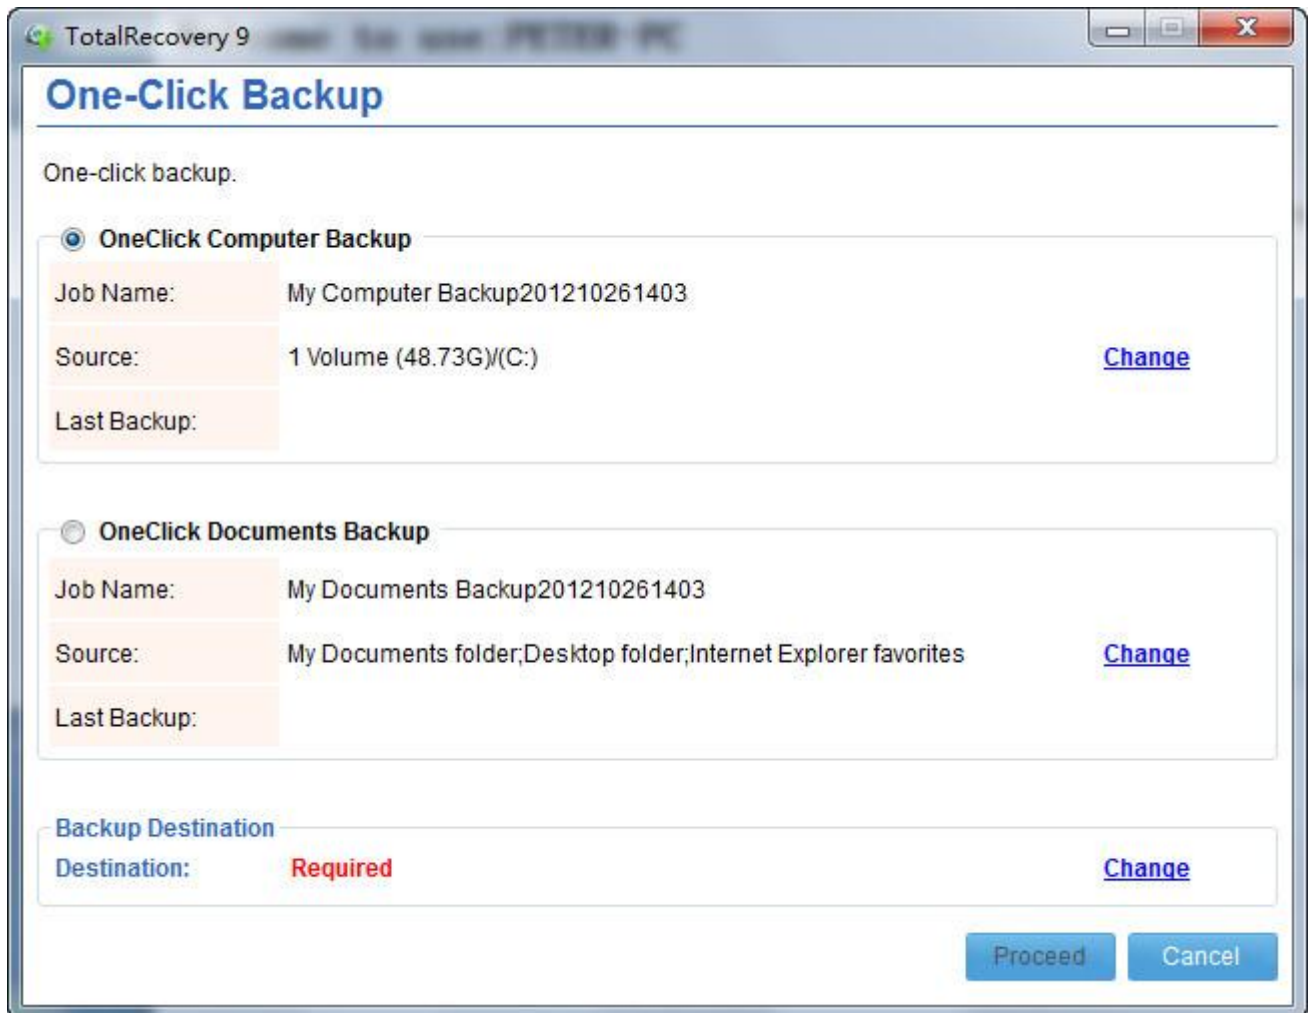 TotalRecovery 9
One-Click Backup
One-click backup.
OneClick Computer Backup
Job Name: My Computer Backup201210261403
Source: 1 Volume (48.73G)/(C:) Change
Last Backup:
OneClick Documents Backup
Job Name: My Documents Backup201210261403
Source: My Documents folder;Desktop folder;Internet Explorer favorites Change
Last Backup:
Backup Destination
Destination: Required Change
Proceed Cancel